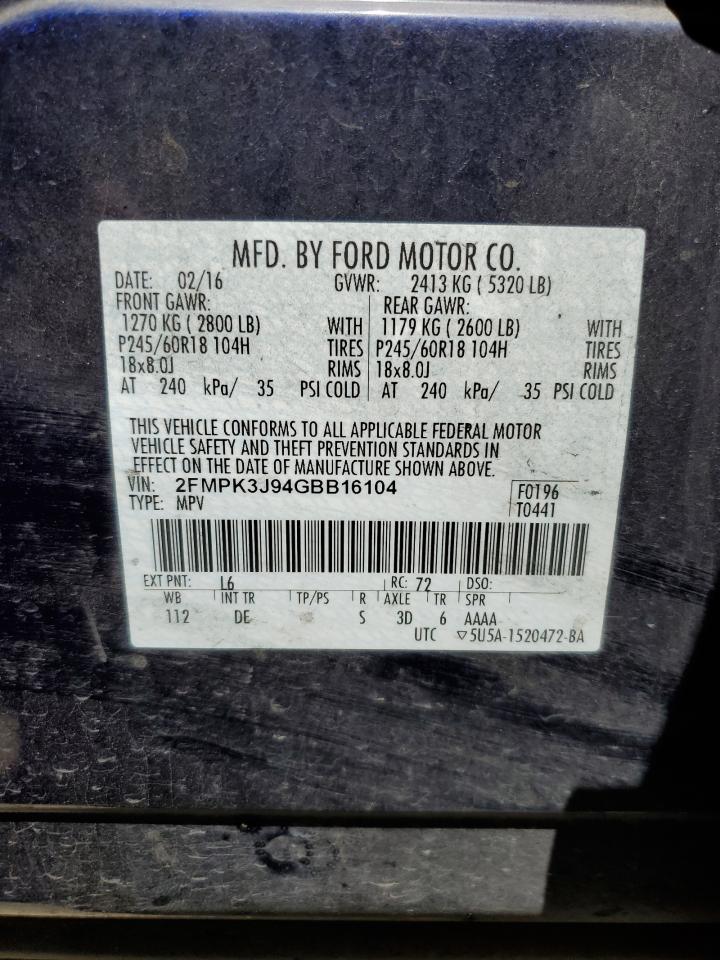 MFD. BY FORD MOTOR CO.
DATE: 02/16 GVWR: 2413 KG ( 5320 LB)
FRONT GAWR: REAR GAWR:
1270 KG ( 2800 LB) WITH 1179 KG ( 2600 LB) WITH
P245/60R18 104H TIRES P245/60R18 104H TIRES
18x8.0J RIMS 18x8.0J RIMS
AT 240 kPa/ 35 PSI COLD AT 240 kPa/ 35 PSI COLD
THIS VEHICLE CONFORMS TO ALL APPLICABLE FEDERAL MOTOR
VEHICLE SAFETY AND THEFT PREVENTION STANDARDS IN
EFFECT ON THE DATE OF MANUFACTURE SHOWN ABOVE.
VIN: 2FMPK3J94GBB16104 F0196
TYPE: MPV T0441
EXT PNT: L6 RC: 72 DSO:
WB INT TR TP/PS R AXLE TR SPR
112 DE S 3D 6 AAAA
UTC ▽5U5A-1520472-BA